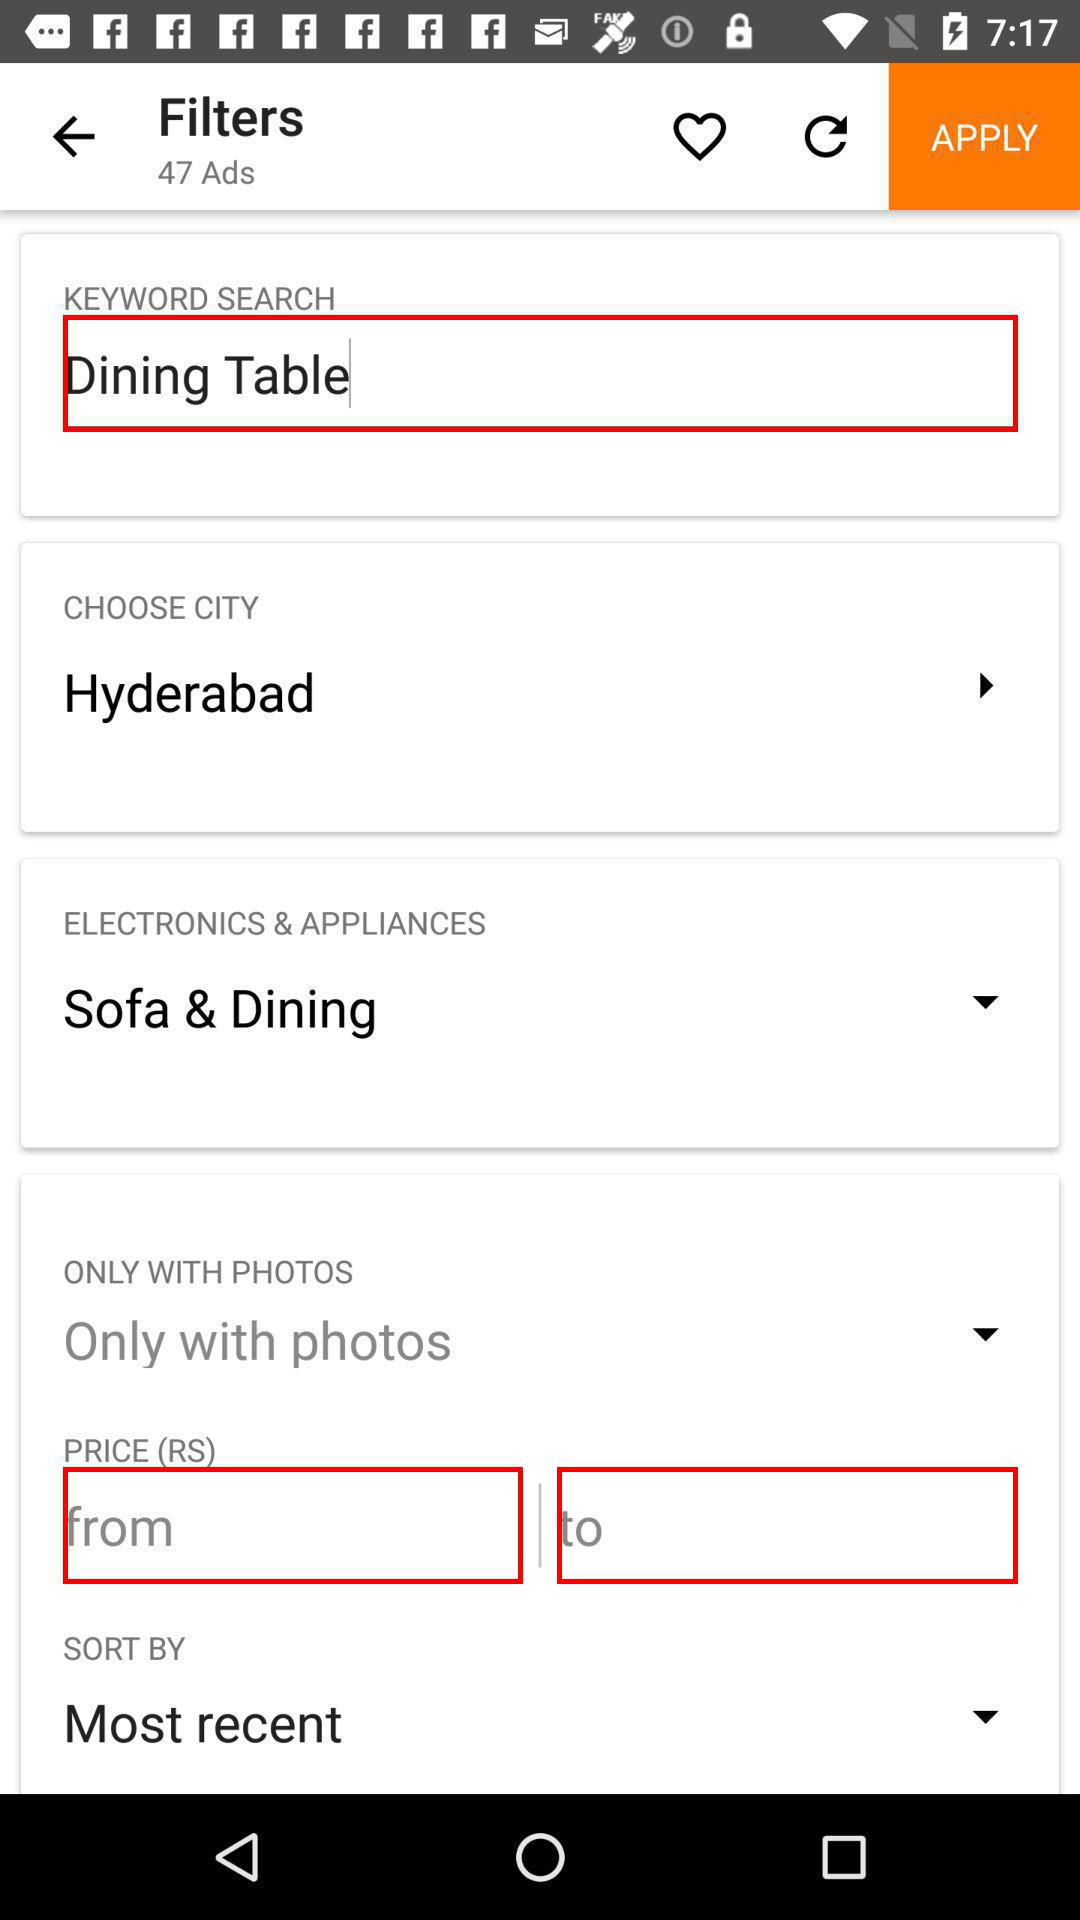 FAKE 7:17
Filters
47 Ads
APPLY
KEYWORD SEARCH
Dining Table
CHOOSE CITY
Hyderabad
ELECTRONICS & APPLIANCES
Sofa & Dining
ONLY WITH PHOTOS
Only with photos
PRICE (RS)
from to
SORT BY
Most recent